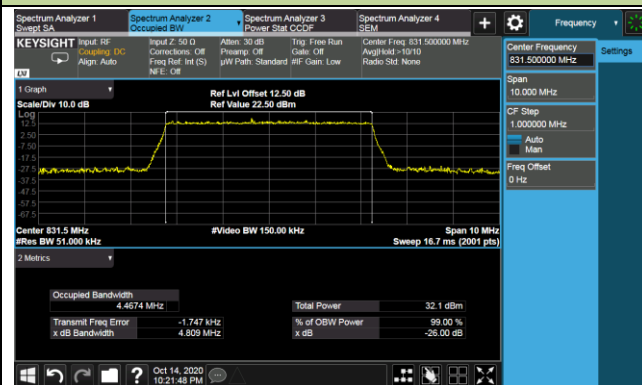 Spectrum Analyzer 1
Swept SA
Spectrum Analyzer 2
Occupied BW
Spectrum Analyzer 3
Power Stat CCDF
Spectrum Analyzer 4
SEM
Frequency
KEYSIGHT
LXI
Input: RF
Coupling: DC
Align: Auto
Input Z: 50 Ω
Corrections: Off
Freq Ref: Int (S)
NFE: Off
Atten: 30 dB
Preamp: Off
µW Path: Standard
Trig: Free Run
Gate: Off
#IF Gain: Low
Center Freq: 831.500000 MHz
Avg|Hold:>10/10
Radio Std: None
1 Graph
Scale/Div 10.0 dB
Ref Lvl Offset 12.50 dB
Ref Value 22.50 dBm
Log
12.5
2.50
-7.50
-17.5
-27.5
-37.5
-47.5
-57.5
-67.5
Center 831.5 MHz
#Res BW 51.000 kHz
#Video BW 150.00 kHz
Span 10 MHz
Sweep 16.7 ms (2001 pts)
2 Metrics
Occupied Bandwidth
4.4674 MHz
Total Power 32.1 dBm
Transmit Freq Error -1.747 kHz
% of OBW Power 99.00 %
x dB Bandwidth 4.809 MHz
x dB -26.00 dB
Center Frequency
831.500000 MHz
Settings
Span
10.000 MHz
CF Step
1.000000 MHz
Auto
Man
Freq Offset
0 Hz
?
Oct 14, 2020
10:21:48 PM